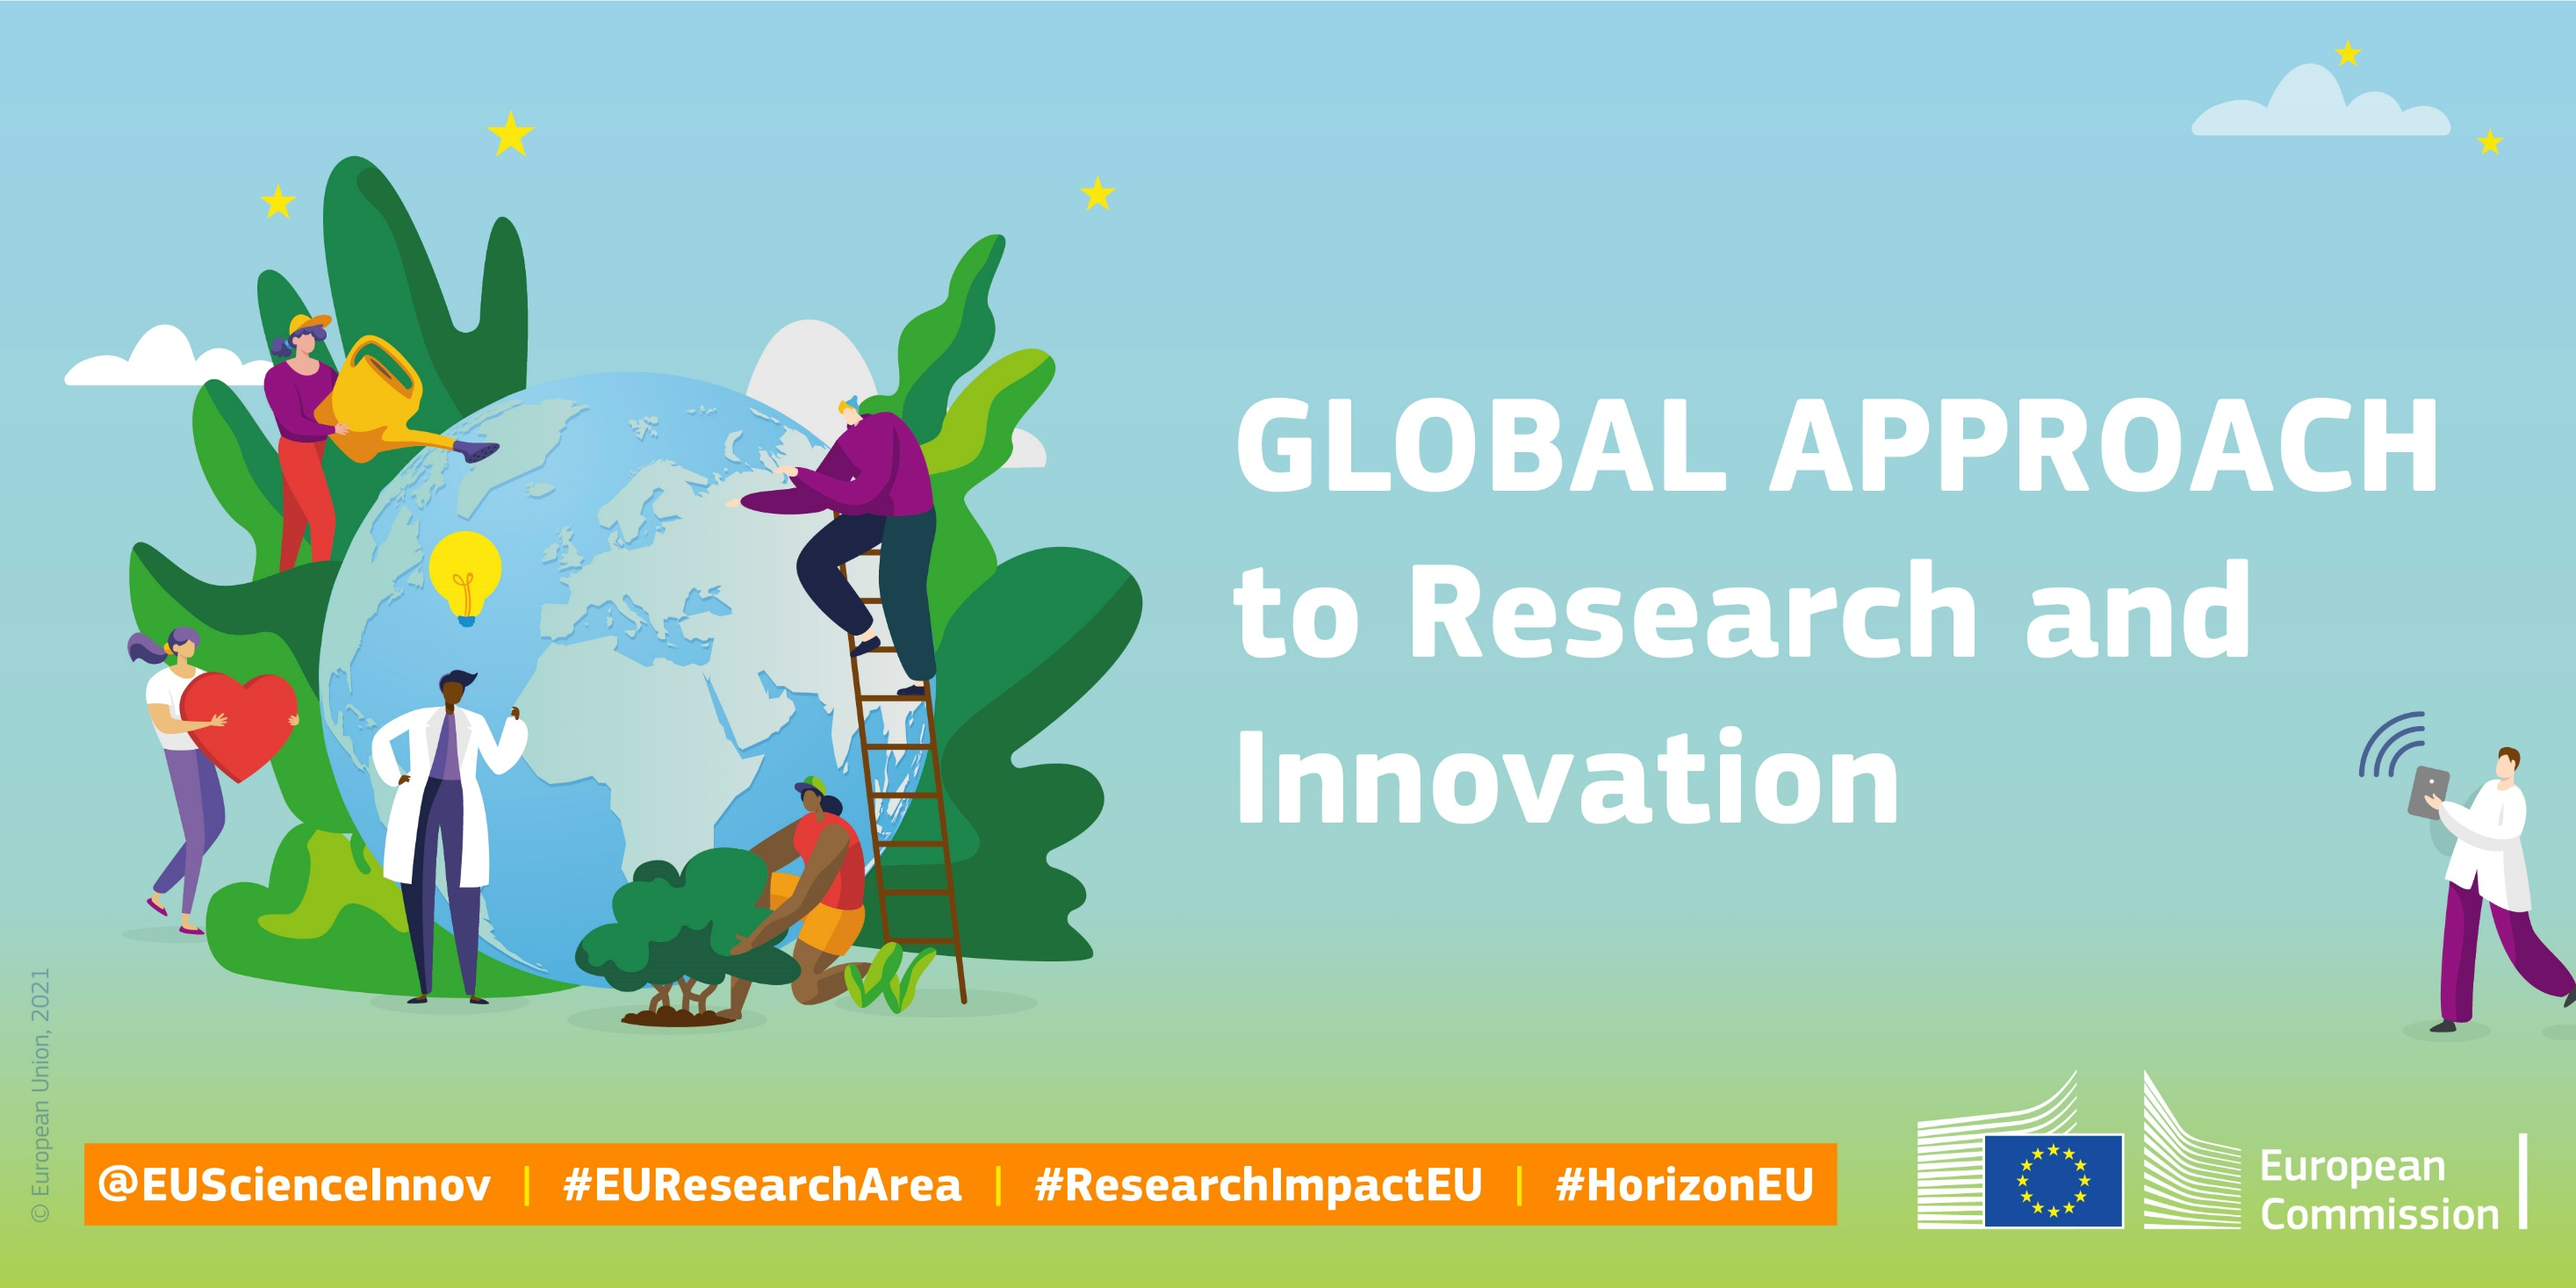 GLOBAL APPROACH
to Research and
Innovation
© European Union, 2021
@EUScienceInnov | #EUResearchArea | #ResearchImpactEU | #HorizonEU
European
Commission